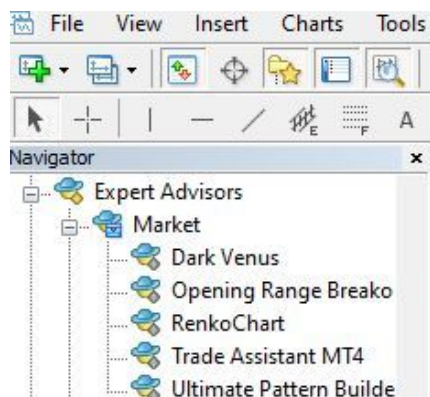 File View Insert Charts Tools
E F A
Navigator ×
Expert Advisors
Market
Dark Venus
Opening Range Breako
RenkoChart
Trade Assistant MT4
Ultimate Pattern Builde